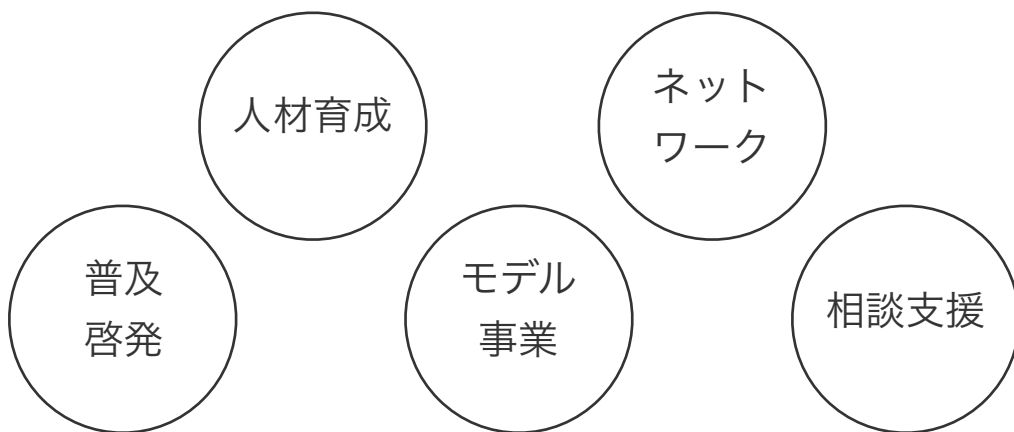 人材育成
ネット
ワーク
普及
啓発
モデル
事業
相談支援